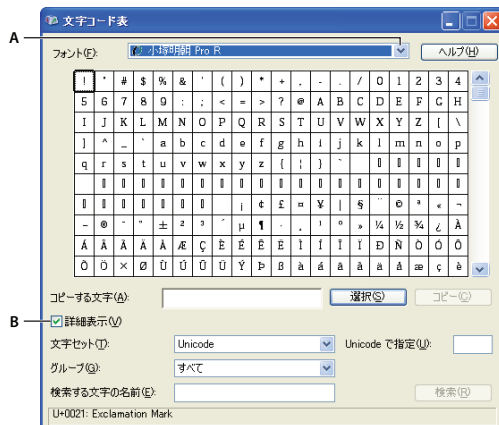 文字コード表
A
フォント(F): 小塚明朝 Pro R ヘルプ(H)
! " # $ % & ' ( ) * + , - . / 0 1 2 3 4
5 6 7 8 9 : ; < = > ? @ A B C D E F G H
I J K L M N O P Q R S T U V W X Y Z [ \
] ^ _ ` a b c d e f g h i j k l m n o p
q r s t u v w x y z { ¦ } ~
¡ ¢ £ ¤ ¥ ¦ § ¨ © ª « ¬
- ® ¯ ° ± ² ³ ´ µ ¶ · ¸ ¹ º » ¼ ½ ¾ ¿ À
Á Â Ã Ä Å Æ Ç È É Ê Ë Ì Í Î Ï Ð Ñ Ò Ó Ô
Õ Ö × Ø Ù Ú Û Ü Ý Þ ß à á â ã ä å æ ç è
コピーする文字(A): 選択(S) コピー(C)
B
詳細表示(V)
文字セット(T): Unicode Unicode で指定(U):
グループ(G): すべて
検索する文字の名前(E): 検索(R)
U+0021: Exclamation Mark